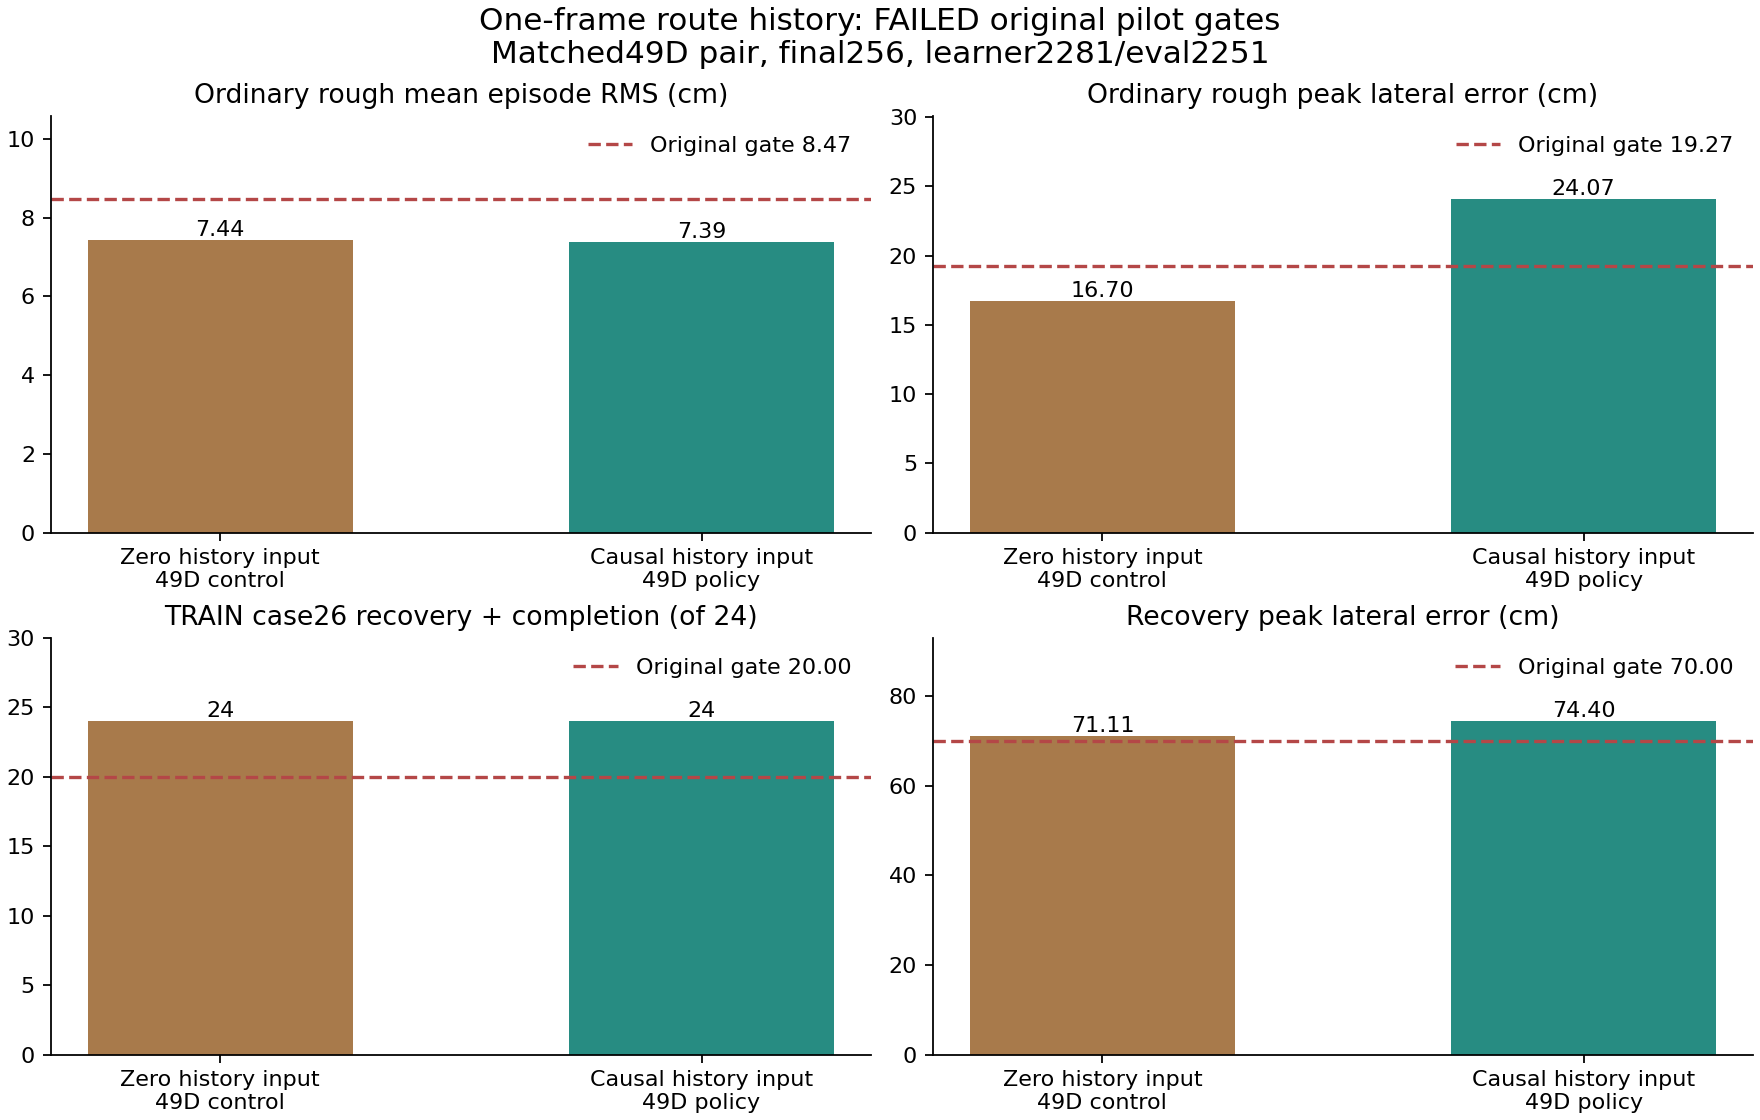 One-frame route history: FAILED original pilot gates
Matched49D pair, final256, learner2281/eval2251
Ordinary rough mean episode RMS (cm)
Original gate 8.47
10
8
6
4
2
0
7.44
7.39
Zero history input
49D control
Causal history input
49D policy
Ordinary rough peak lateral error (cm)
Original gate 19.27
30
25
20
15
10
5
0
16.70
24.07
Zero history input
49D control
Causal history input
49D policy
TRAIN case26 recovery + completion (of 24)
Original gate 20.00
30
25
20
15
10
5
0
24
24
Zero history input
49D control
Causal history input
49D policy
Recovery peak lateral error (cm)
Original gate 70.00
80
60
40
20
0
71.11
74.40
Zero history input
49D control
Causal history input
49D policy